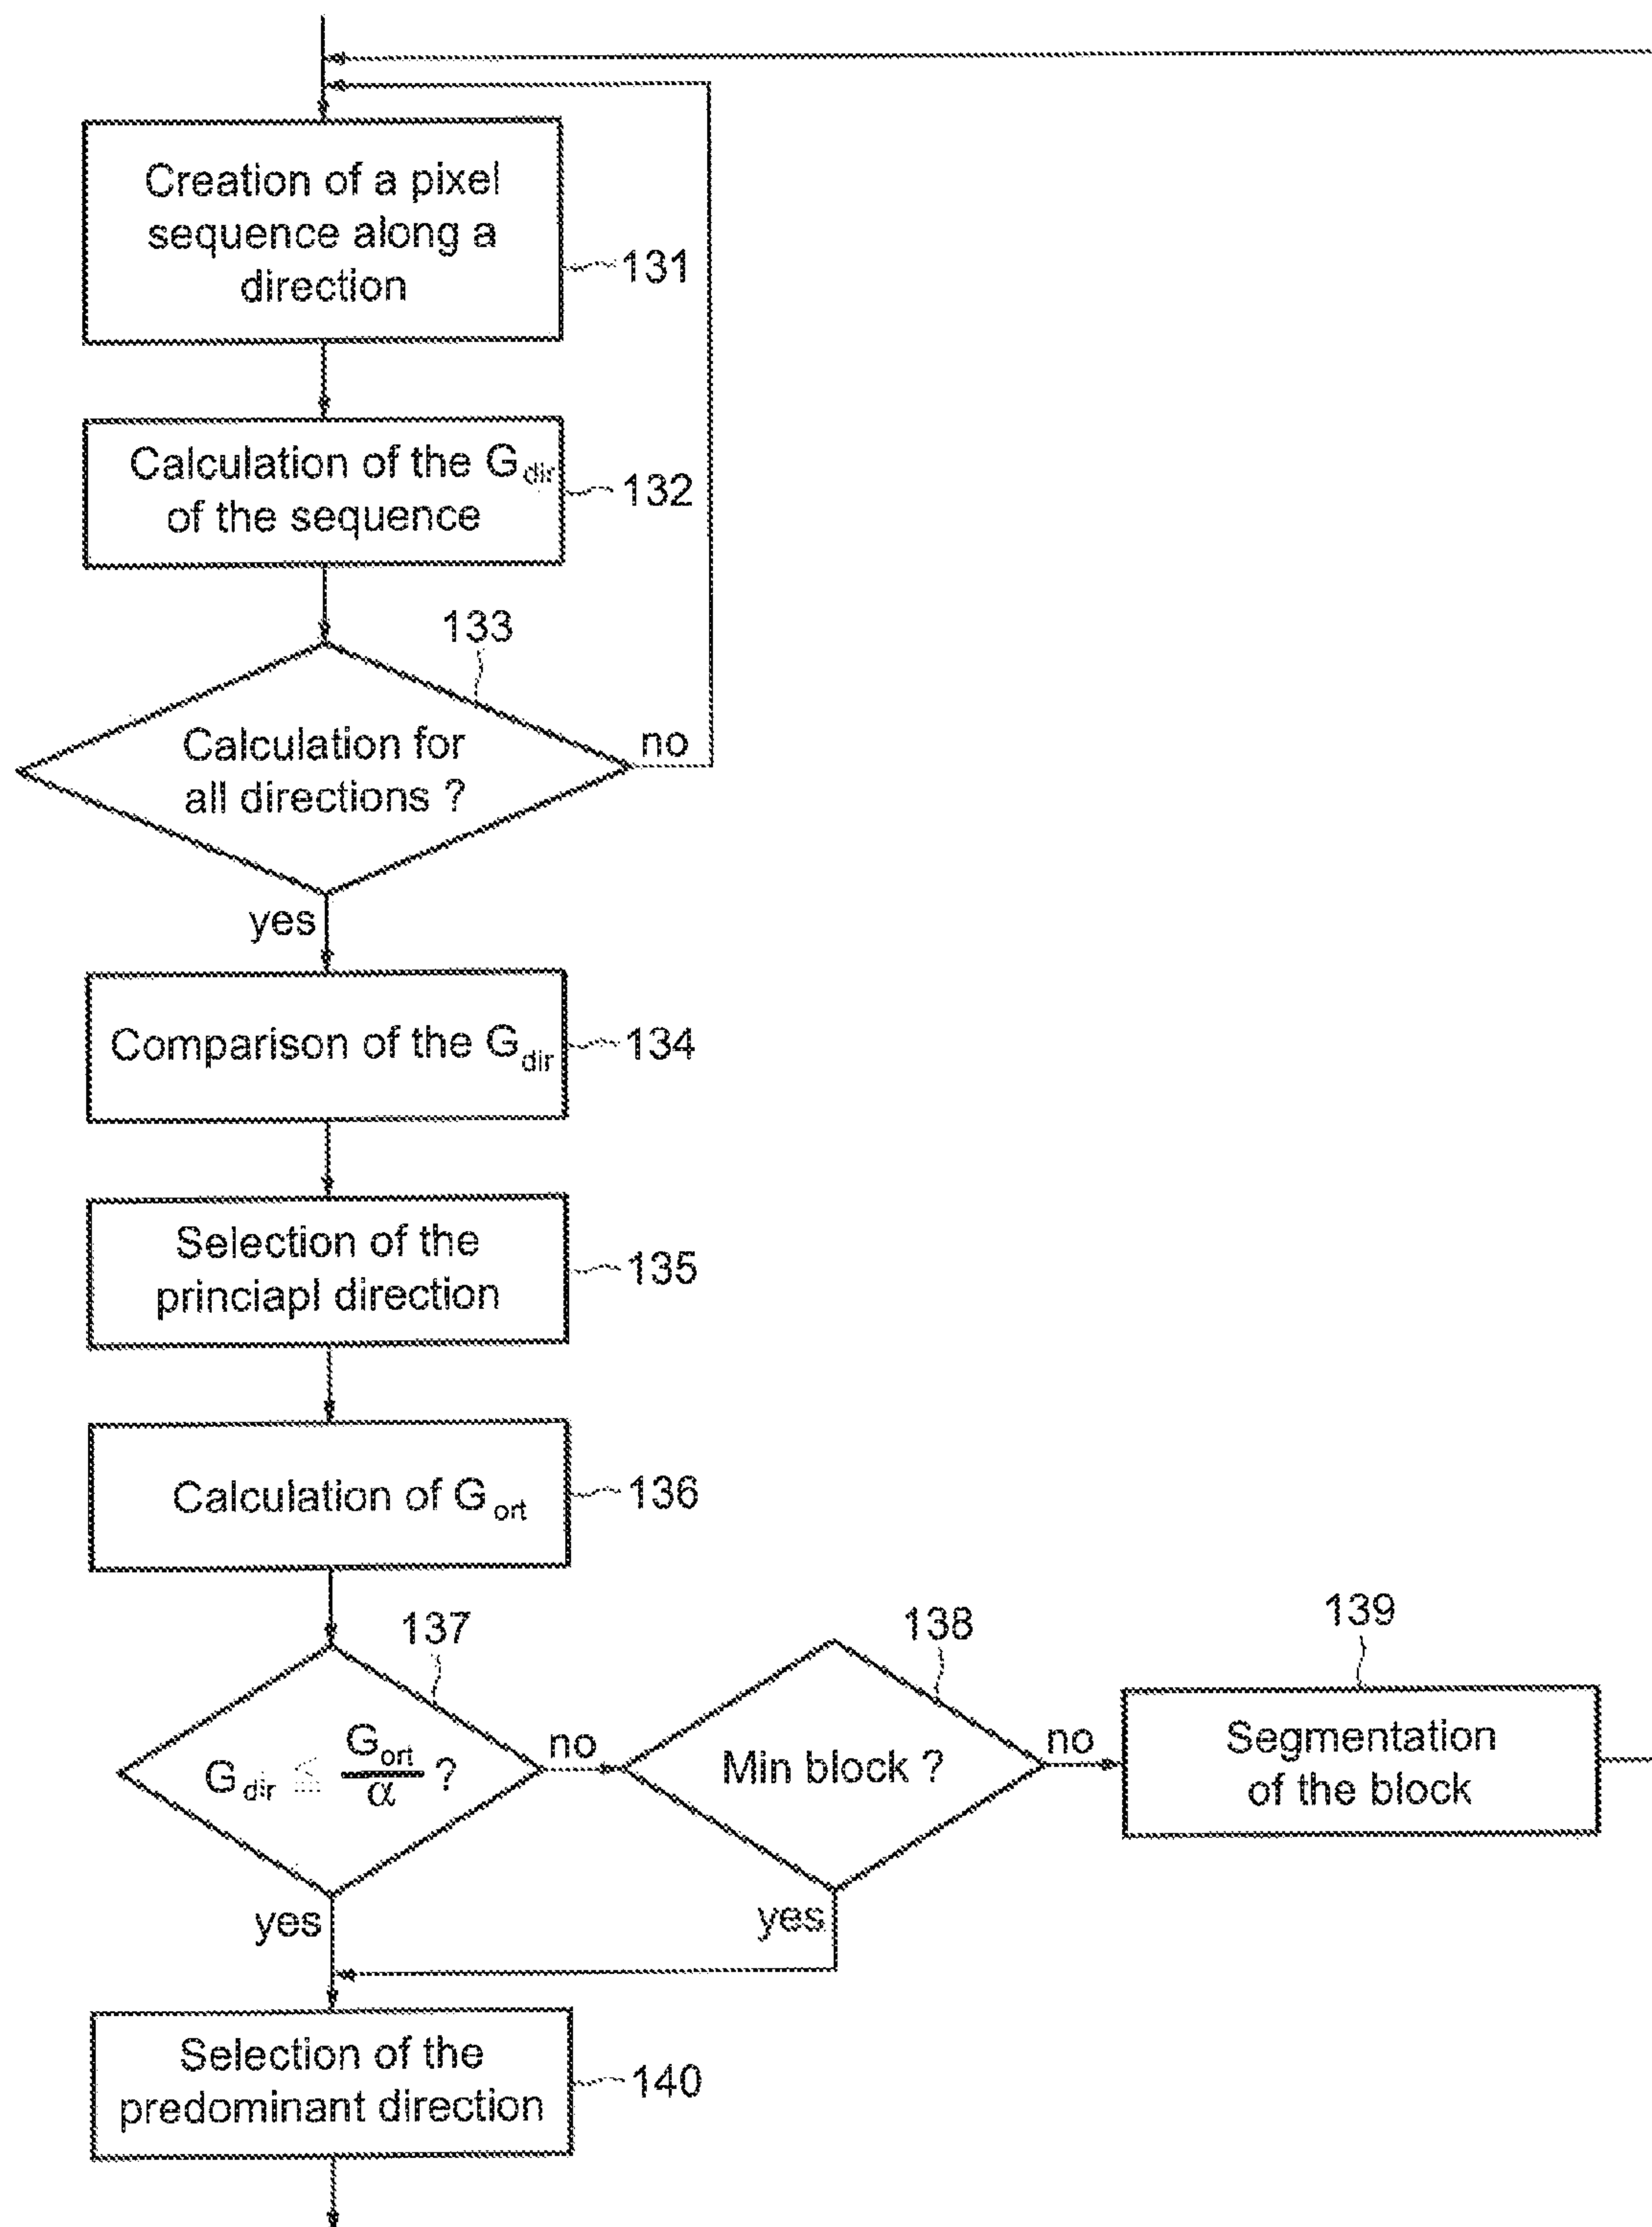 Creation of a pixel
sequence along a
direction
131
Calculation of the G dir
of the sequence
132
133
Calculation for
all directions ?
no
yes
Comparison of the G dir
134
Selection of the
princiapl direction
135
Calculation of G ort
136
137
G dir ≦ G ort / α ?
no
yes
138
Min block ?
no
yes
139
Segmentation
of the block
Selection of the
predominant direction
140